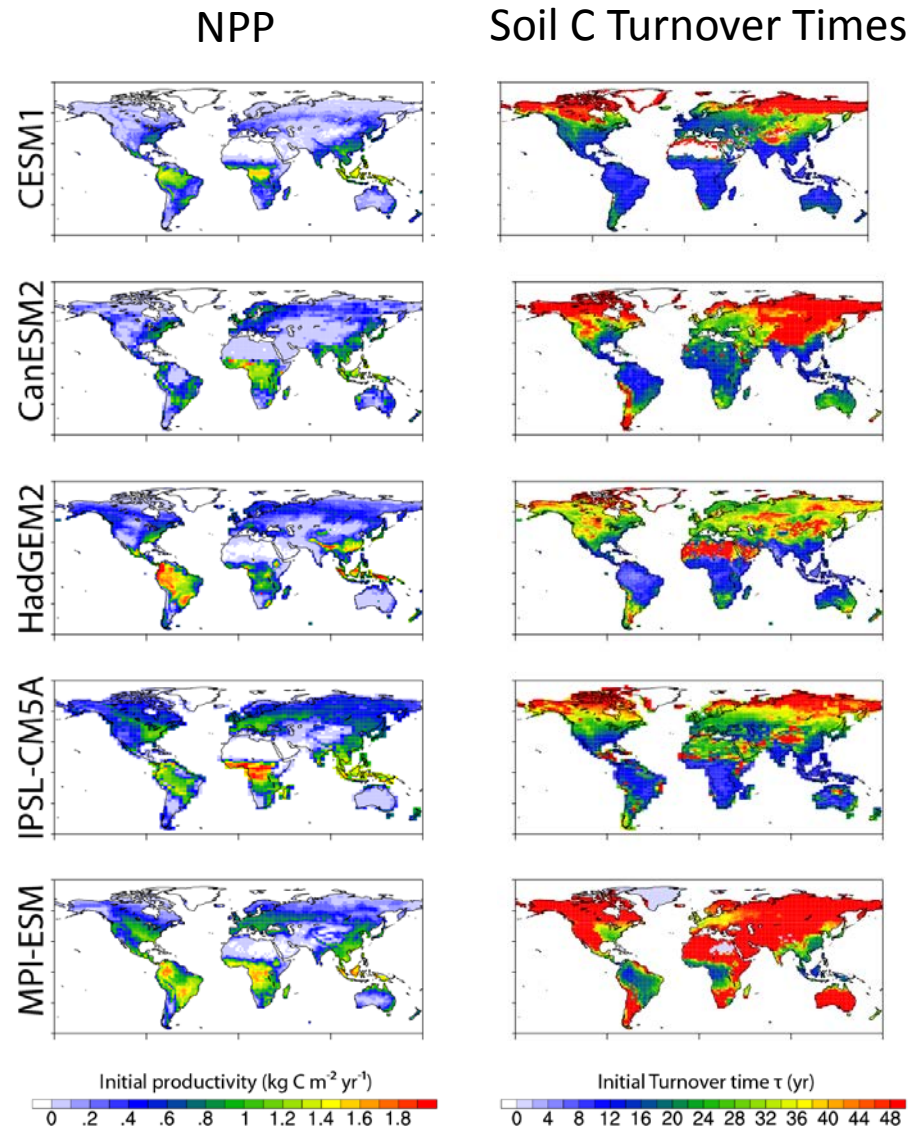 NPP
Soil C Turnover Times
CESM1
CanESM2
HadGEM2
IPSL-CM5A
MPI-ESM
Initial productivity (kg C m⁻² yr⁻¹)
0 .2 .4 .6 .8 1 1.2 1.4 1.6 1.8
Initial Turnover time τ (yr)
0 4 8 12 16 20 24 28 32 36 40 44 48